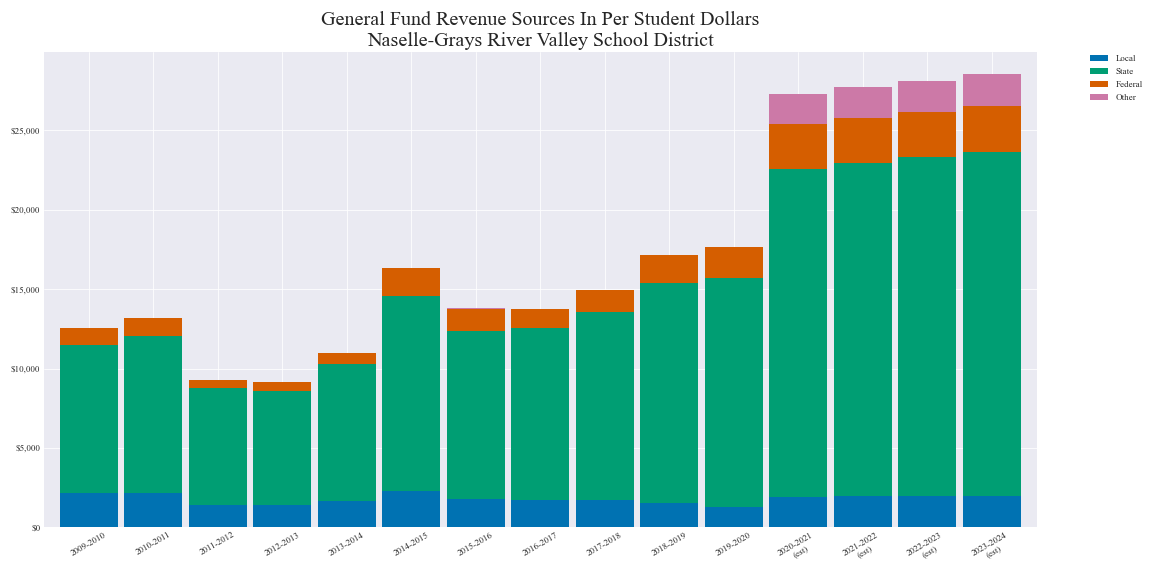 General Fund Revenue Sources In Per Student Dollars
Naselle-Grays River Valley School District
Local
State
Federal
Other
$25,000
$20,000
$15,000
$10,000
$5,000
$0
2009-2010
2010-2011
2011-2012
2012-2013
2013-2014
2014-2015
2015-2016
2016-2017
2017-2018
2018-2019
2019-2020
2020-2021
(est)
2021-2022
(est)
2022-2023
(est)
2023-2024
(est)